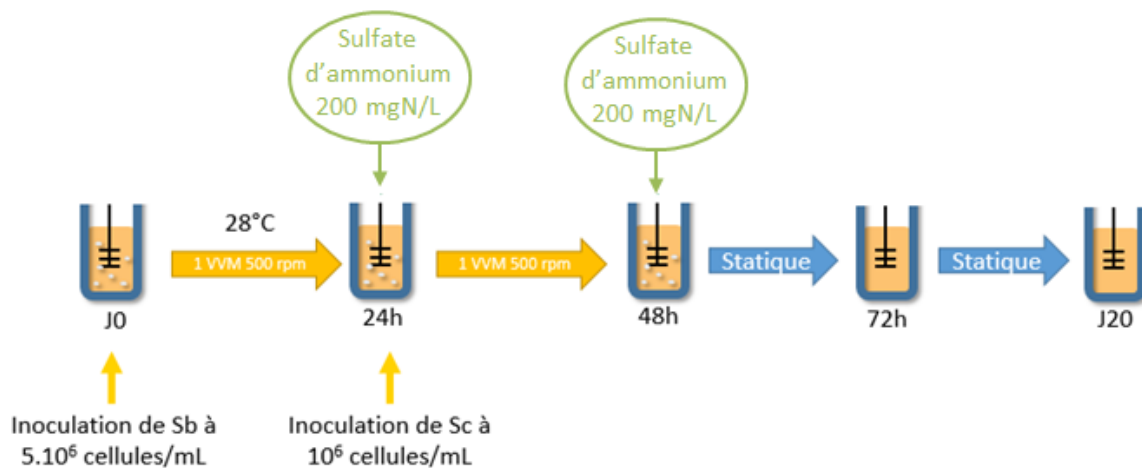 Sulfate
d'ammonium
200 mgN/L
Sulfate
d'ammonium
200 mgN/L
28°C
1 VVM 500 rpm
1 VVM 500 rpm
Statique
Statique
J0
24h
48h
72h
J20
Inoculation de Sb à
5.10⁶ cellules/mL
Inoculation de Sc à
10⁶ cellules/mL